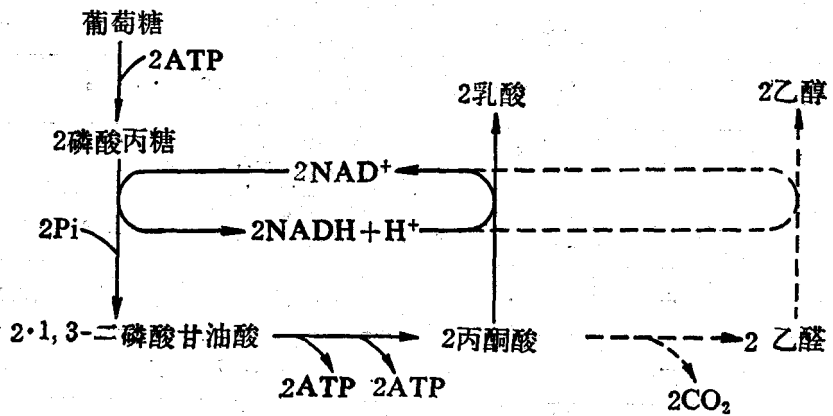 葡萄糖
2ATP
2乳酸
2乙醇
2磷酸丙糖
2NAD⁺
2Pi
2NADH+H⁺
2·1,3-二磷酸甘油酸
2丙酮酸
2 乙醛
2ATP
2ATP
2CO₂